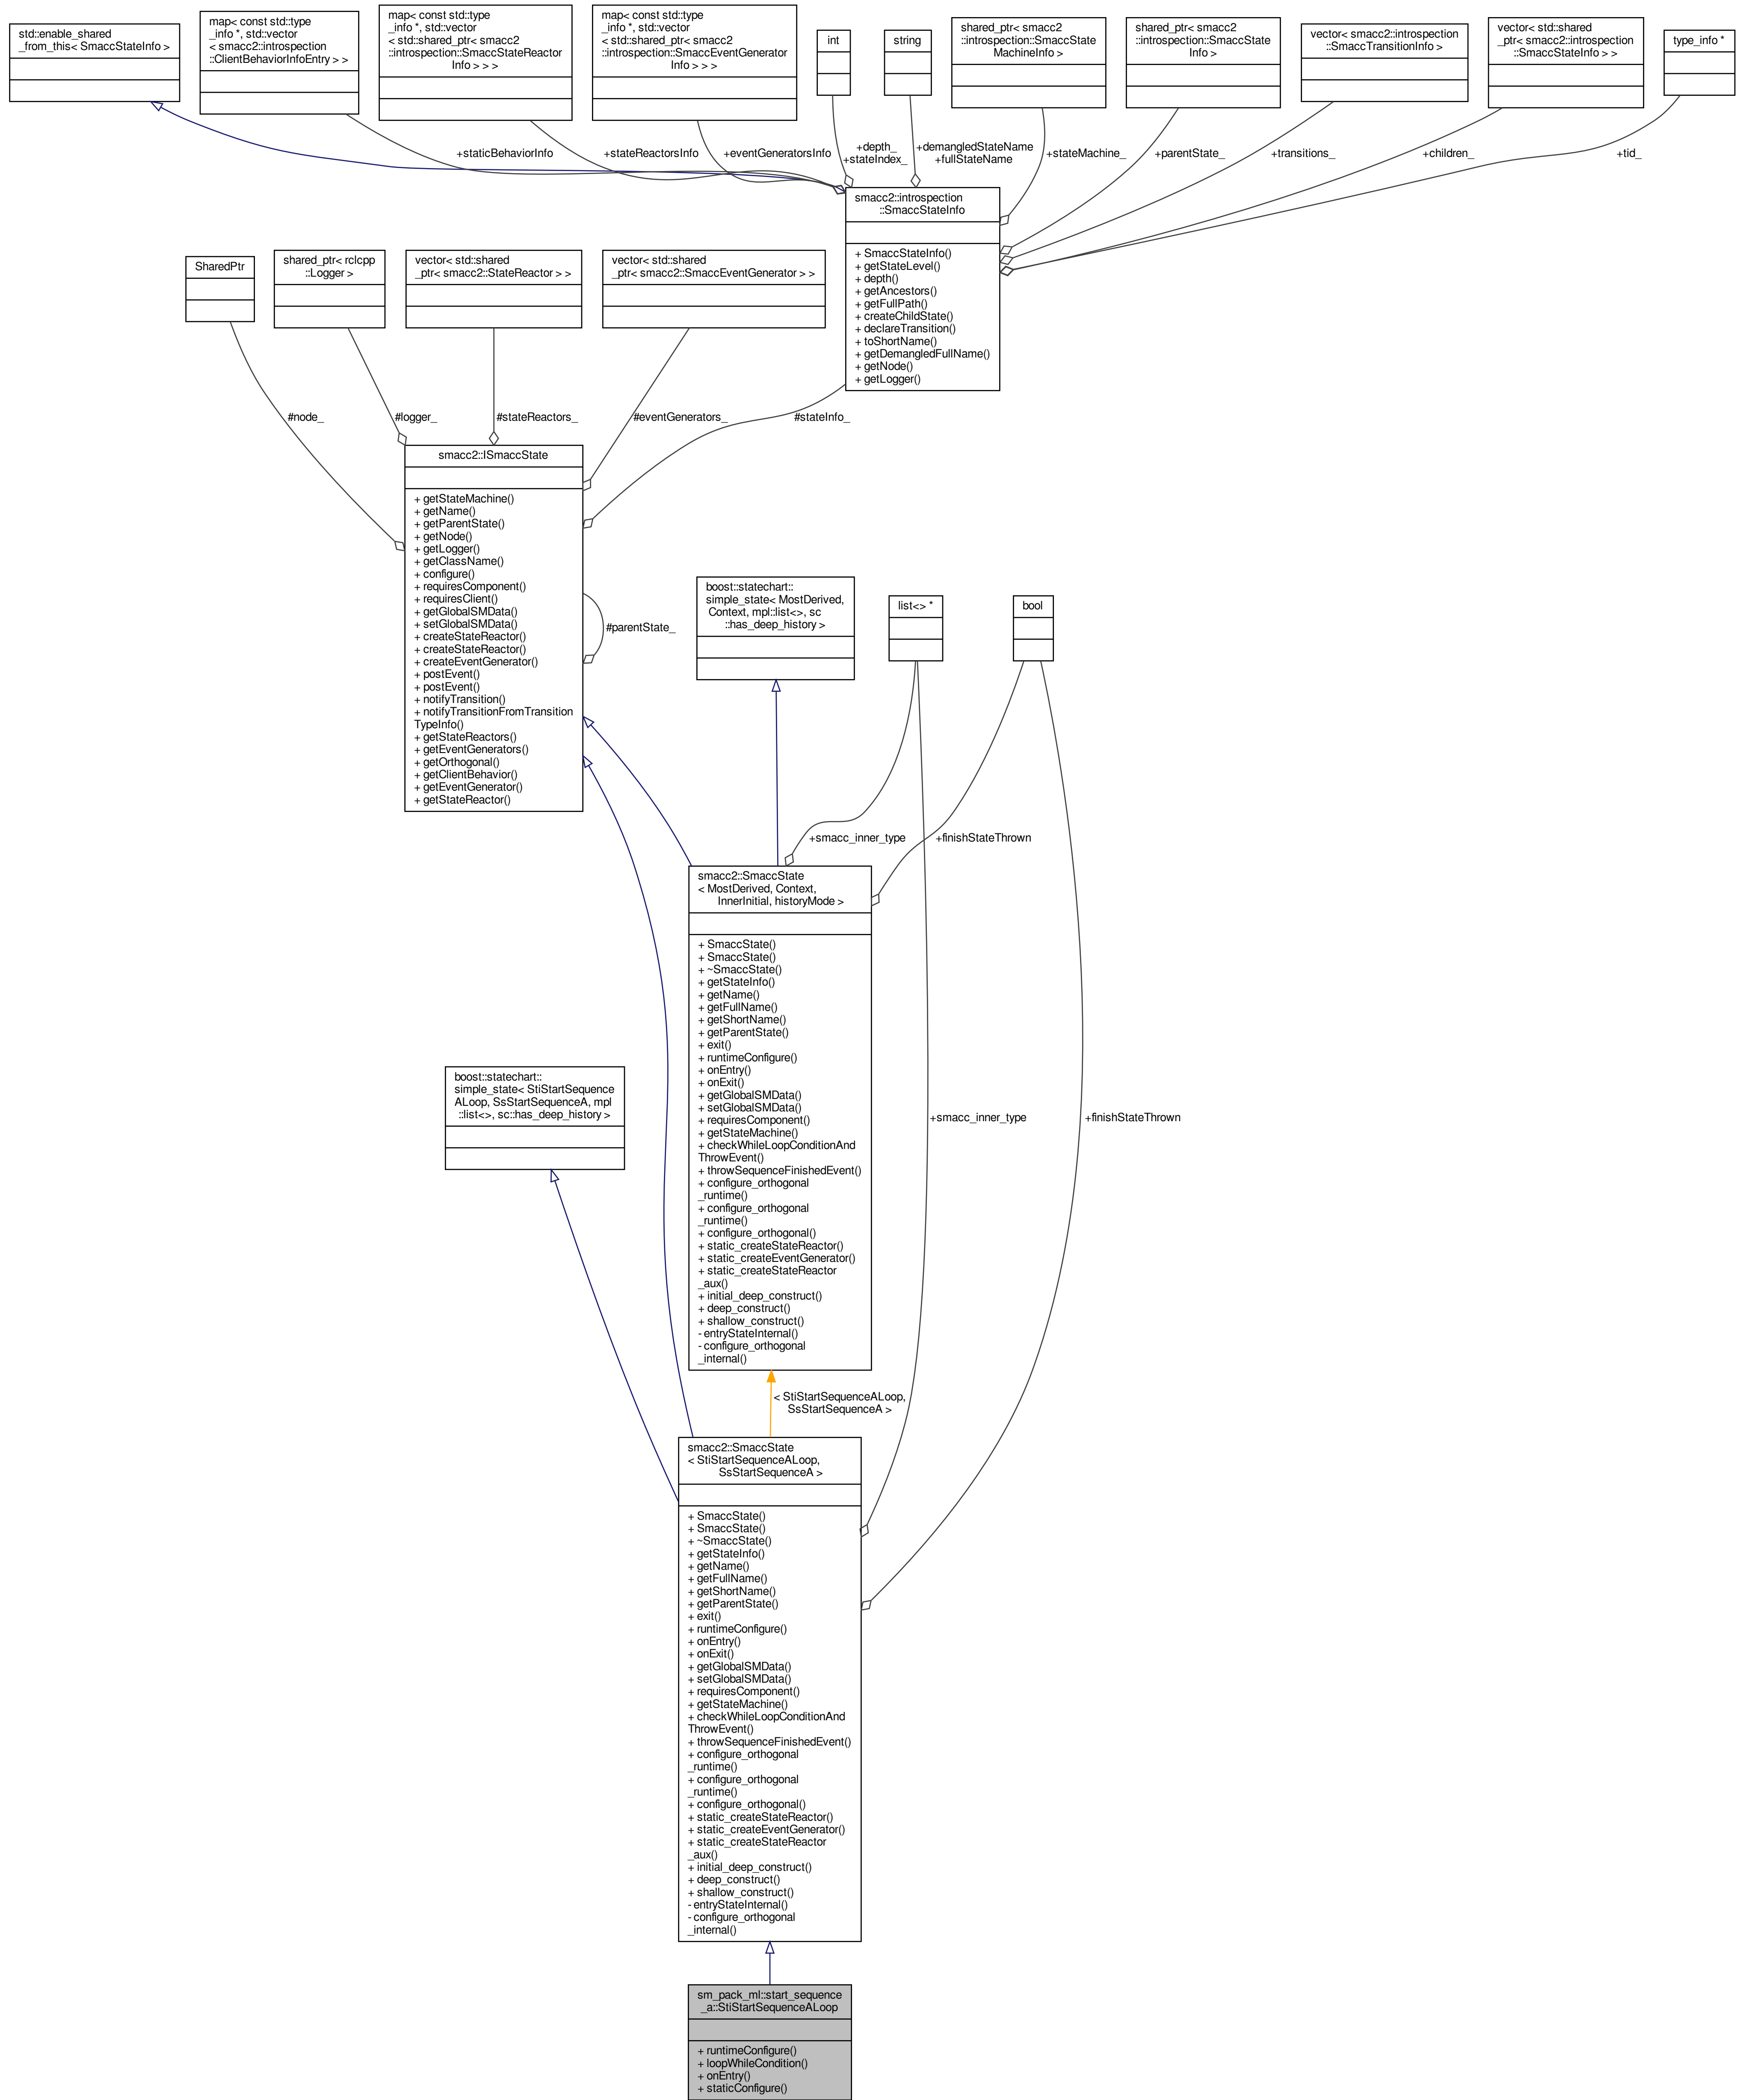 std::enable_shared
_from_this< SmaccStateInfo >
map< const std::type
_info *, std::vector
< smacc2::introspection
::ClientBehaviorInfoEntry > >
map< const std::type
_info *, std::vector
< std::shared_ptr< smacc2
::introspection::SmaccStateReactor
Info > > >
map< const std::type
_info *, std::vector
< std::shared_ptr< smacc2
::introspection::SmaccEventGenerator
Info > > >
int
string
shared_ptr< smacc2
::introspection::SmaccState
MachineInfo >
shared_ptr< smacc2
::introspection::SmaccState
Info >
vector< smacc2::introspection
::SmaccTransitionInfo >
vector< std::shared
_ptr< smacc2::introspection
::SmaccStateInfo > >
type_info *
+staticBehaviorInfo
+stateReactorsInfo
+eventGeneratorsInfo
+depth_
+stateIndex_
+demangledStateName
+fullStateName
+stateMachine_
+parentState_
+transitions_
+children_
+tid_
smacc2::introspection
::SmaccStateInfo
+ SmaccStateInfo()
+ getStateLevel()
+ depth()
+ getAncestors()
+ getFullPath()
+ createChildState()
+ declareTransition()
+ toShortName()
+ getDemangledFullName()
+ getNode()
+ getLogger()
SharedPtr
shared_ptr< rclcpp
::Logger >
vector< std::shared
_ptr< smacc2::StateReactor > >
vector< std::shared
_ptr< smacc2::SmaccEventGenerator > >
#node_
#logger_
#stateReactors_
#eventGenerators_
#stateInfo_
smacc2::ISmaccState
+ getStateMachine()
+ getName()
+ getParentState()
+ getNode()
+ getLogger()
+ getClassName()
+ configure()
+ requiresComponent()
+ requiresClient()
+ getGlobalSMData()
+ setGlobalSMData()
+ createStateReactor()
+ createStateReactor()
+ createEventGenerator()
+ postEvent()
+ postEvent()
+ notifyTransition()
+ notifyTransitionFromTransition
TypeInfo()
+ getStateReactors()
+ getEventGenerators()
+ getOrthogonal()
+ getClientBehavior()
+ getEventGenerator()
+ getStateReactor()
#parentState_
boost::statechart::
simple_state< MostDerived,
Context, mpl::list<>, sc
::has_deep_history >
list<> *
bool
+smacc_inner_type
+finishStateThrown
smacc2::SmaccState
< MostDerived, Context,
InnerInitial, historyMode >
+ SmaccState()
+ SmaccState()
+ ~SmaccState()
+ getStateInfo()
+ getName()
+ getFullName()
+ getShortName()
+ getParentState()
+ exit()
+ runtimeConfigure()
+ onEntry()
+ onExit()
+ getGlobalSMData()
+ setGlobalSMData()
+ requiresComponent()
+ getStateMachine()
+ checkWhileLoopConditionAnd
ThrowEvent()
+ throwSequenceFinishedEvent()
+ configure_orthogonal
_runtime()
+ configure_orthogonal
_runtime()
+ configure_orthogonal()
+ static_createStateReactor()
+ static_createEventGenerator()
+ static_createStateReactor
_aux()
+ initial_deep_construct()
+ deep_construct()
+ shallow_construct()
- entryStateInternal()
- configure_orthogonal
_internal()
boost::statechart::
simple_state< StiStartSequence
ALoop, SsStartSequenceA, mpl
::list<>, sc::has_deep_history >
+smacc_inner_type
+finishStateThrown
< StiStartSequenceALoop,
SsStartSequenceA >
smacc2::SmaccState
< StiStartSequenceALoop,
SsStartSequenceA >
+ SmaccState()
+ SmaccState()
+ ~SmaccState()
+ getStateInfo()
+ getName()
+ getFullName()
+ getShortName()
+ getParentState()
+ exit()
+ runtimeConfigure()
+ onEntry()
+ onExit()
+ getGlobalSMData()
+ setGlobalSMData()
+ requiresComponent()
+ getStateMachine()
+ checkWhileLoopConditionAnd
ThrowEvent()
+ throwSequenceFinishedEvent()
+ configure_orthogonal
_runtime()
+ configure_orthogonal
_runtime()
+ configure_orthogonal()
+ static_createStateReactor()
+ static_createEventGenerator()
+ static_createStateReactor
_aux()
+ initial_deep_construct()
+ deep_construct()
+ shallow_construct()
- entryStateInternal()
- configure_orthogonal
_internal()
sm_pack_ml::start_sequence
_a::StiStartSequenceALoop
+ runtimeConfigure()
+ loopWhileCondition()
+ onEntry()
+ staticConfigure()